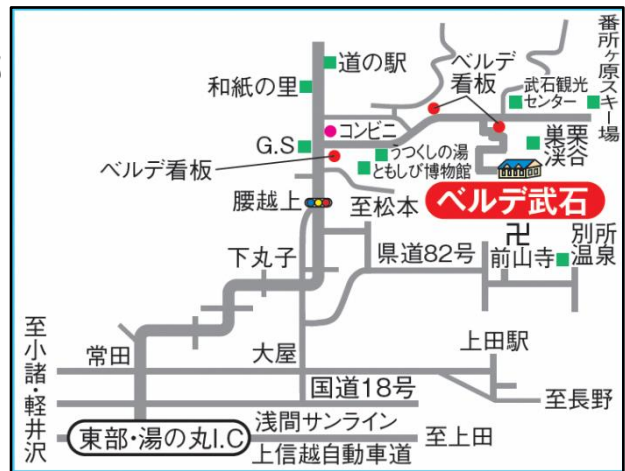 道の駅
和紙の里
ベルデ
看板
武石観光
センター
番所ヶ原スキー場
コンビニ
G.S
うつくしの湯
ともしび博物館
巣栗
渓谷
ベルデ看板
ベルデ武石
腰越上
至松本
県道82号
卍
前山寺
別所
温泉
下丸子
至小諸・軽井沢
常田
大屋
上田駅
国道18号
至長野
東部・湯の丸I.C
浅間サンライン
上信越自動車道
至上田